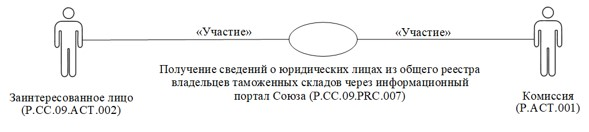 «Участие»
«Участие»
Получение сведений о юридических лицах из общего реестра
владельцев таможенных складов через информационный
портал Союза (P.CC.09.PRC.007)
Заинтересованное лицо
(P.CC.09.ACT.002)
Комиссия
(P.ACT.001)